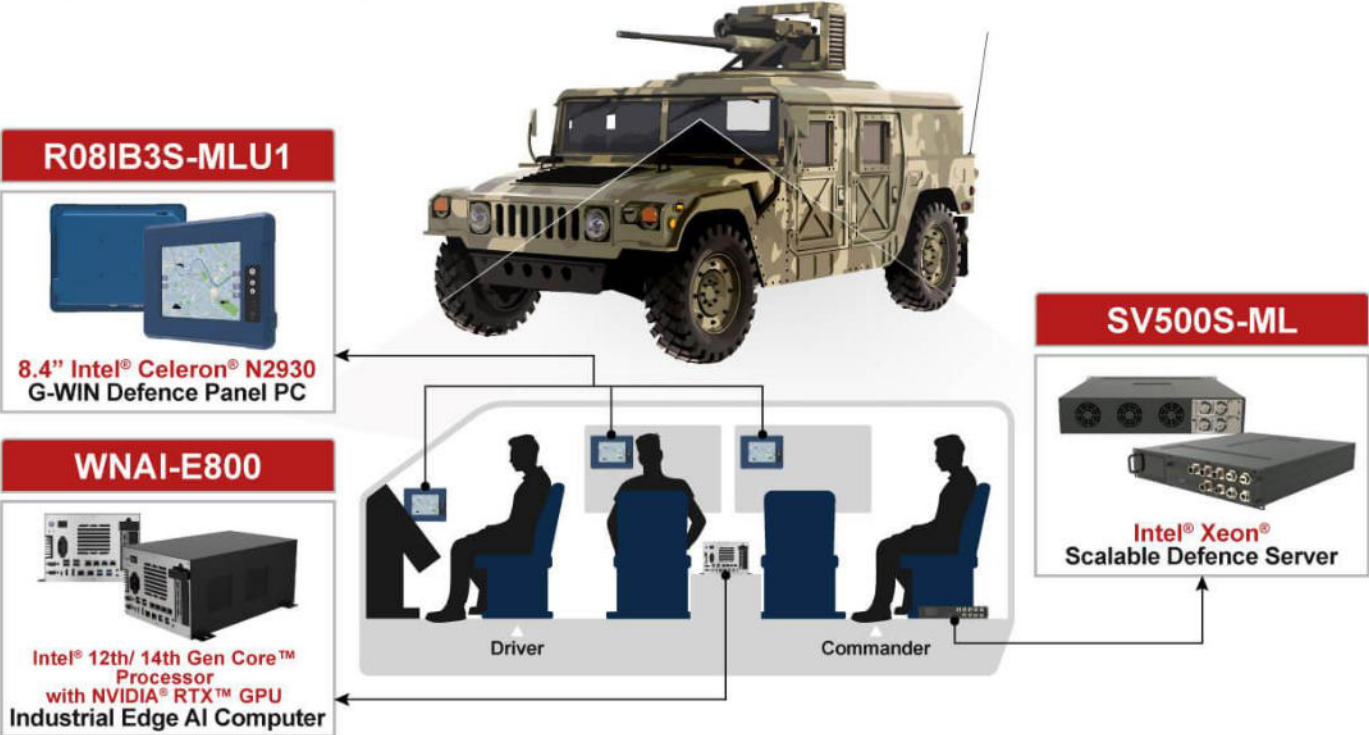 R08IB3S-MLU1
8.4” Intel® Celeron® N2930
G-WIN Defence Panel PC
WNAI-E800
Intel® 12th/ 14th Gen Core™
Processor
with NVIDIA® RTX™ GPU
Industrial Edge AI Computer
Driver
Commander
SV500S-ML
Intel® Xeon®
Scalable Defence Server